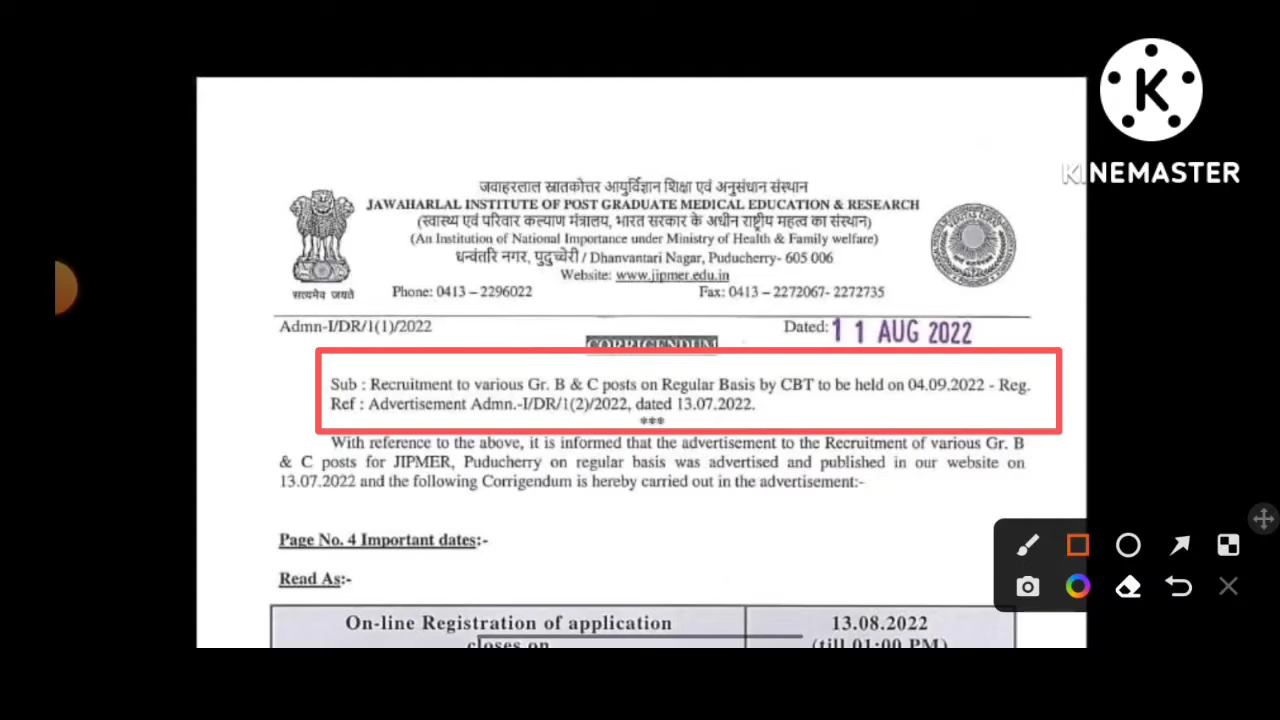 जवाहरलाल स्नातकोत्तर आयुर्विज्ञान शिक्षा एवं अनुसंधान संस्थान
JAWAHARLAL INSTITUTE OF POST GRADUATE MEDICAL EDUCATION & RESEARCH
(स्वास्थ्य एवं परिवार कल्याण मंत्रालय, भारत सरकार के अधीन राष्ट्रीय महत्व का संस्थान)
(An Institution of National Importance under Ministry of Health & Family welfare)
धन्वंतरि नगर, पुदुच्चेरी / Dhanvantari Nagar, Puducherry- 605 006
Website: www.jipmer.edu.in
सत्यमेव जयते
Phone: 0413 – 2296022 Fax: 0413 – 2272067- 2272735
Admn-I/DR/1(1)/2022 Dated: 11 AUG 2022
CORRIGENDUM
Sub : Recruitment to various Gr. B & C posts on Regular Basis by CBT to be held on 04.09.2022 - Reg.
Ref : Advertisement Admn.-I/DR/1(2)/2022, dated 13.07.2022.
***
With reference to the above, it is informed that the advertisement to the Recruitment of various Gr. B
& C posts for JIPMER, Puducherry on regular basis was advertised and published in our website on
13.07.2022 and the following Corrigendum is hereby carried out in the advertisement:-
Page No. 4 Important dates:-
Read As:-
On-line Registration of application 13.08.2022
closes on (till 01:00 PM)
K
KINEMASTER